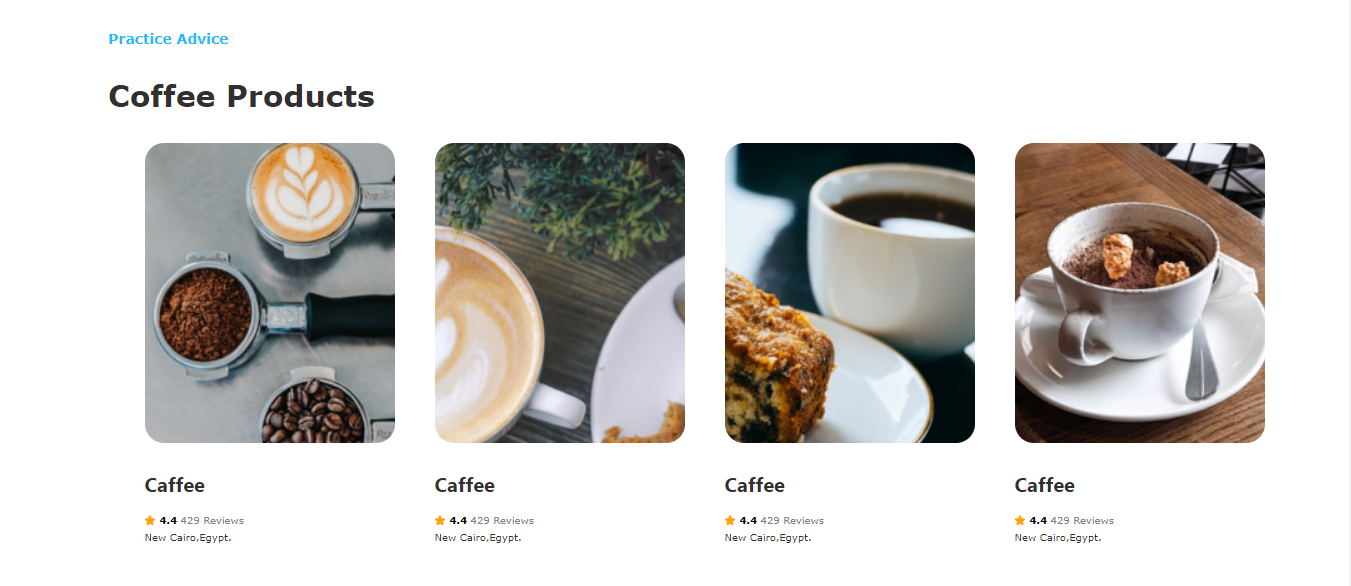 Practice Advice
Coffee Products
Caffee
4.4 429 Reviews
New Cairo,Egypt.
Caffee
4.4 429 Reviews
New Cairo,Egypt.
Caffee
4.4 429 Reviews
New Cairo,Egypt.
Caffee
4.4 429 Reviews
New Cairo,Egypt.